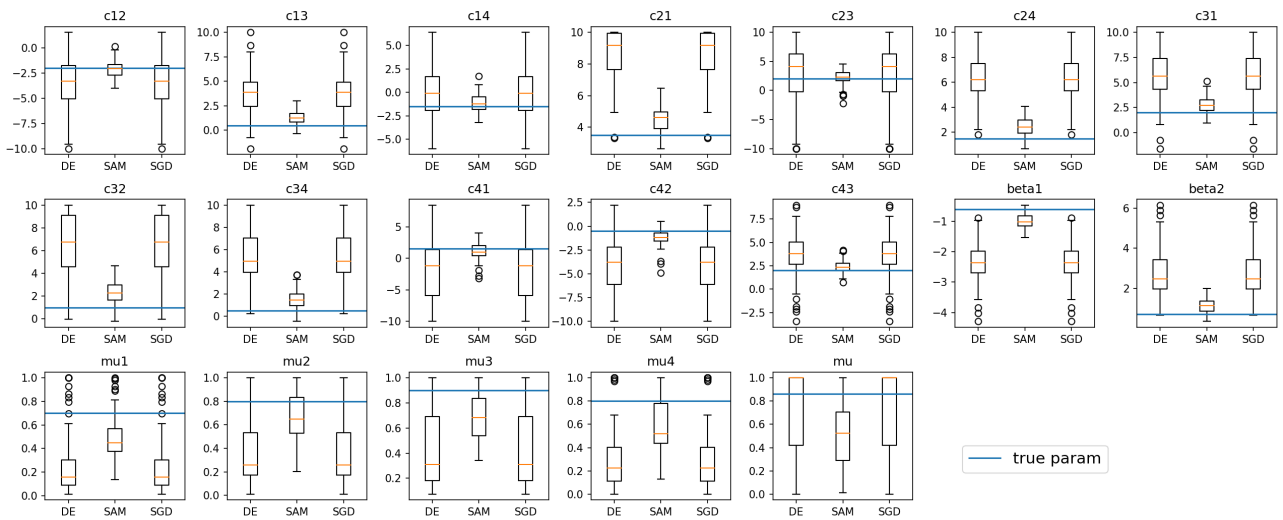 c12 c13 c14 c21 c23 c24 c31
0.0 −2.5 −5.0 −7.5 −10.0
10.0 7.5 5.0 2.5 0.0
5.0 2.5 0.0 −2.5 −5.0
10 8 6 4
10 5 0 −5 −10
10 8 6 4 2
10.0 7.5 5.0 2.5 0.0
DE SAM SGD DE SAM SGD DE SAM SGD DE SAM SGD DE SAM SGD DE SAM SGD DE SAM SGD
c32 c34 c41 c42 c43 beta1 beta2
10 8 6 4 2 0
10 8 6 4 2 0
5 0 −5 −10
2.5 0.0 −2.5 −5.0 −7.5 −10.0
7.5 5.0 2.5 0.0 −2.5
−1 −2 −3 −4
6 4 2
DE SAM SGD DE SAM SGD DE SAM SGD DE SAM SGD DE SAM SGD DE SAM SGD DE SAM SGD
mu1 mu2 mu3 mu4 mu
1.0 0.8 0.6 0.4 0.2 0.0
1.0 0.8 0.6 0.4 0.2 0.0
1.0 0.8 0.6 0.4 0.2
1.0 0.8 0.6 0.4 0.2 0.0
1.0 0.8 0.6 0.4 0.2 0.0
true param
DE SAM SGD DE SAM SGD DE SAM SGD DE SAM SGD DE SAM SGD